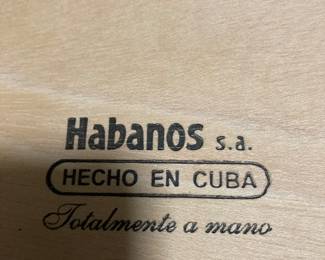 Habanos s.a.
HECHO EN CUBA
Totalmente a mano